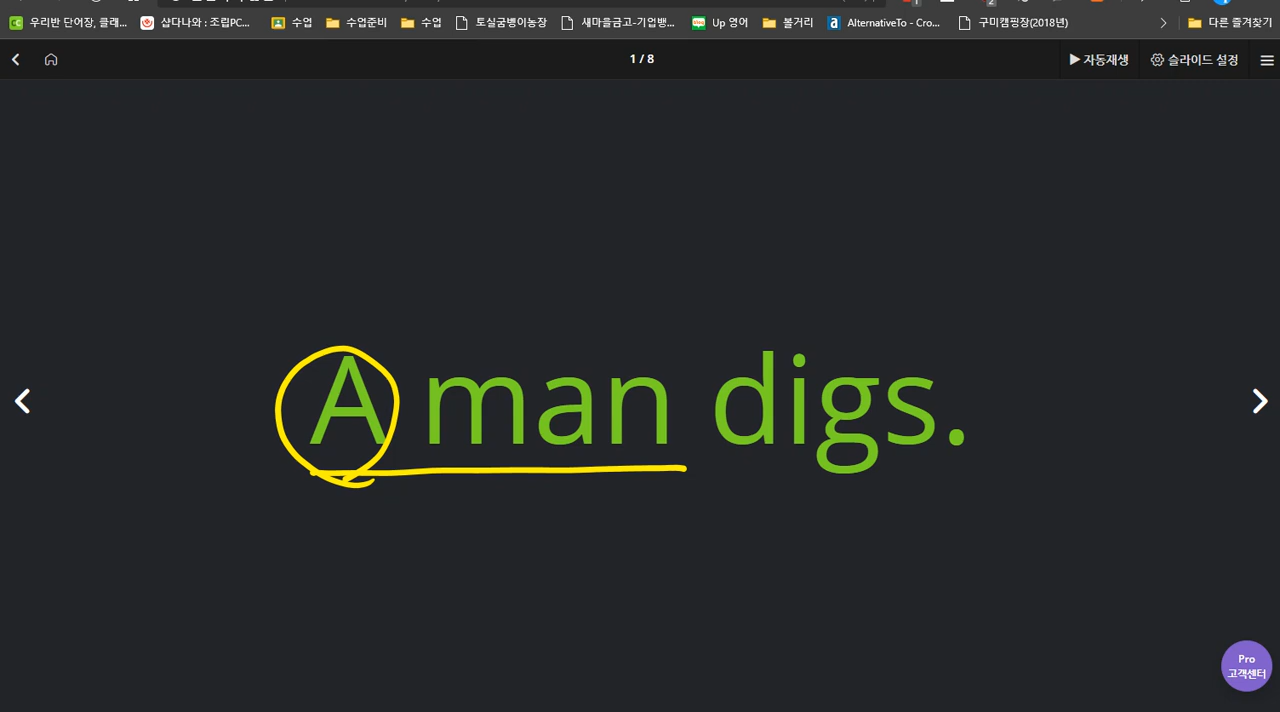 우리반 단어장, 클래...
샵다나와 : 조립PC...
수업
수업준비
수업
토실굼뱅이농장
새마을금고-기업뱅...
Up 영어
볼거리
AlternativeTo - Cro...
구미캠핑장(2018년)
다른 즐겨찾기
1 / 8
자동재생
슬라이드 설정
A man digs.
Pro
고객센터